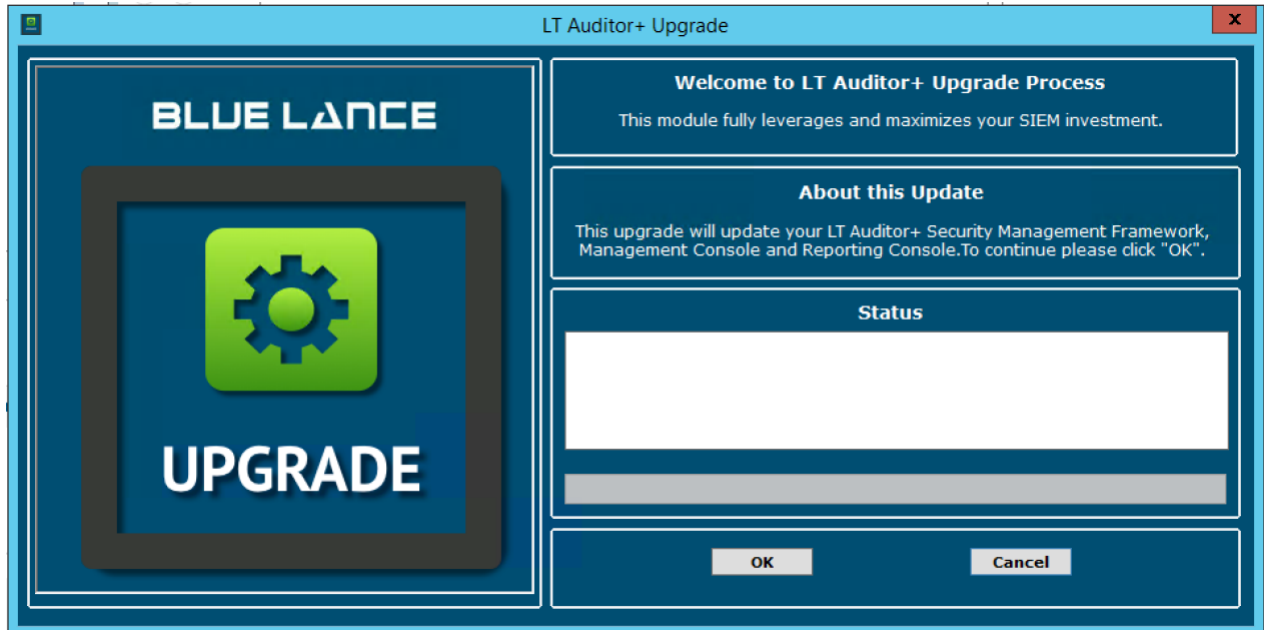 LT Auditor+ Upgrade
x
BLUE LANCE
UPGRADE
Welcome to LT Auditor+ Upgrade Process
This module fully leverages and maximizes your SIEM investment.
About this Update
This upgrade will update your LT Auditor+ Security Management Framework,
Management Console and Reporting Console.To continue please click "OK".
Status
OK
Cancel